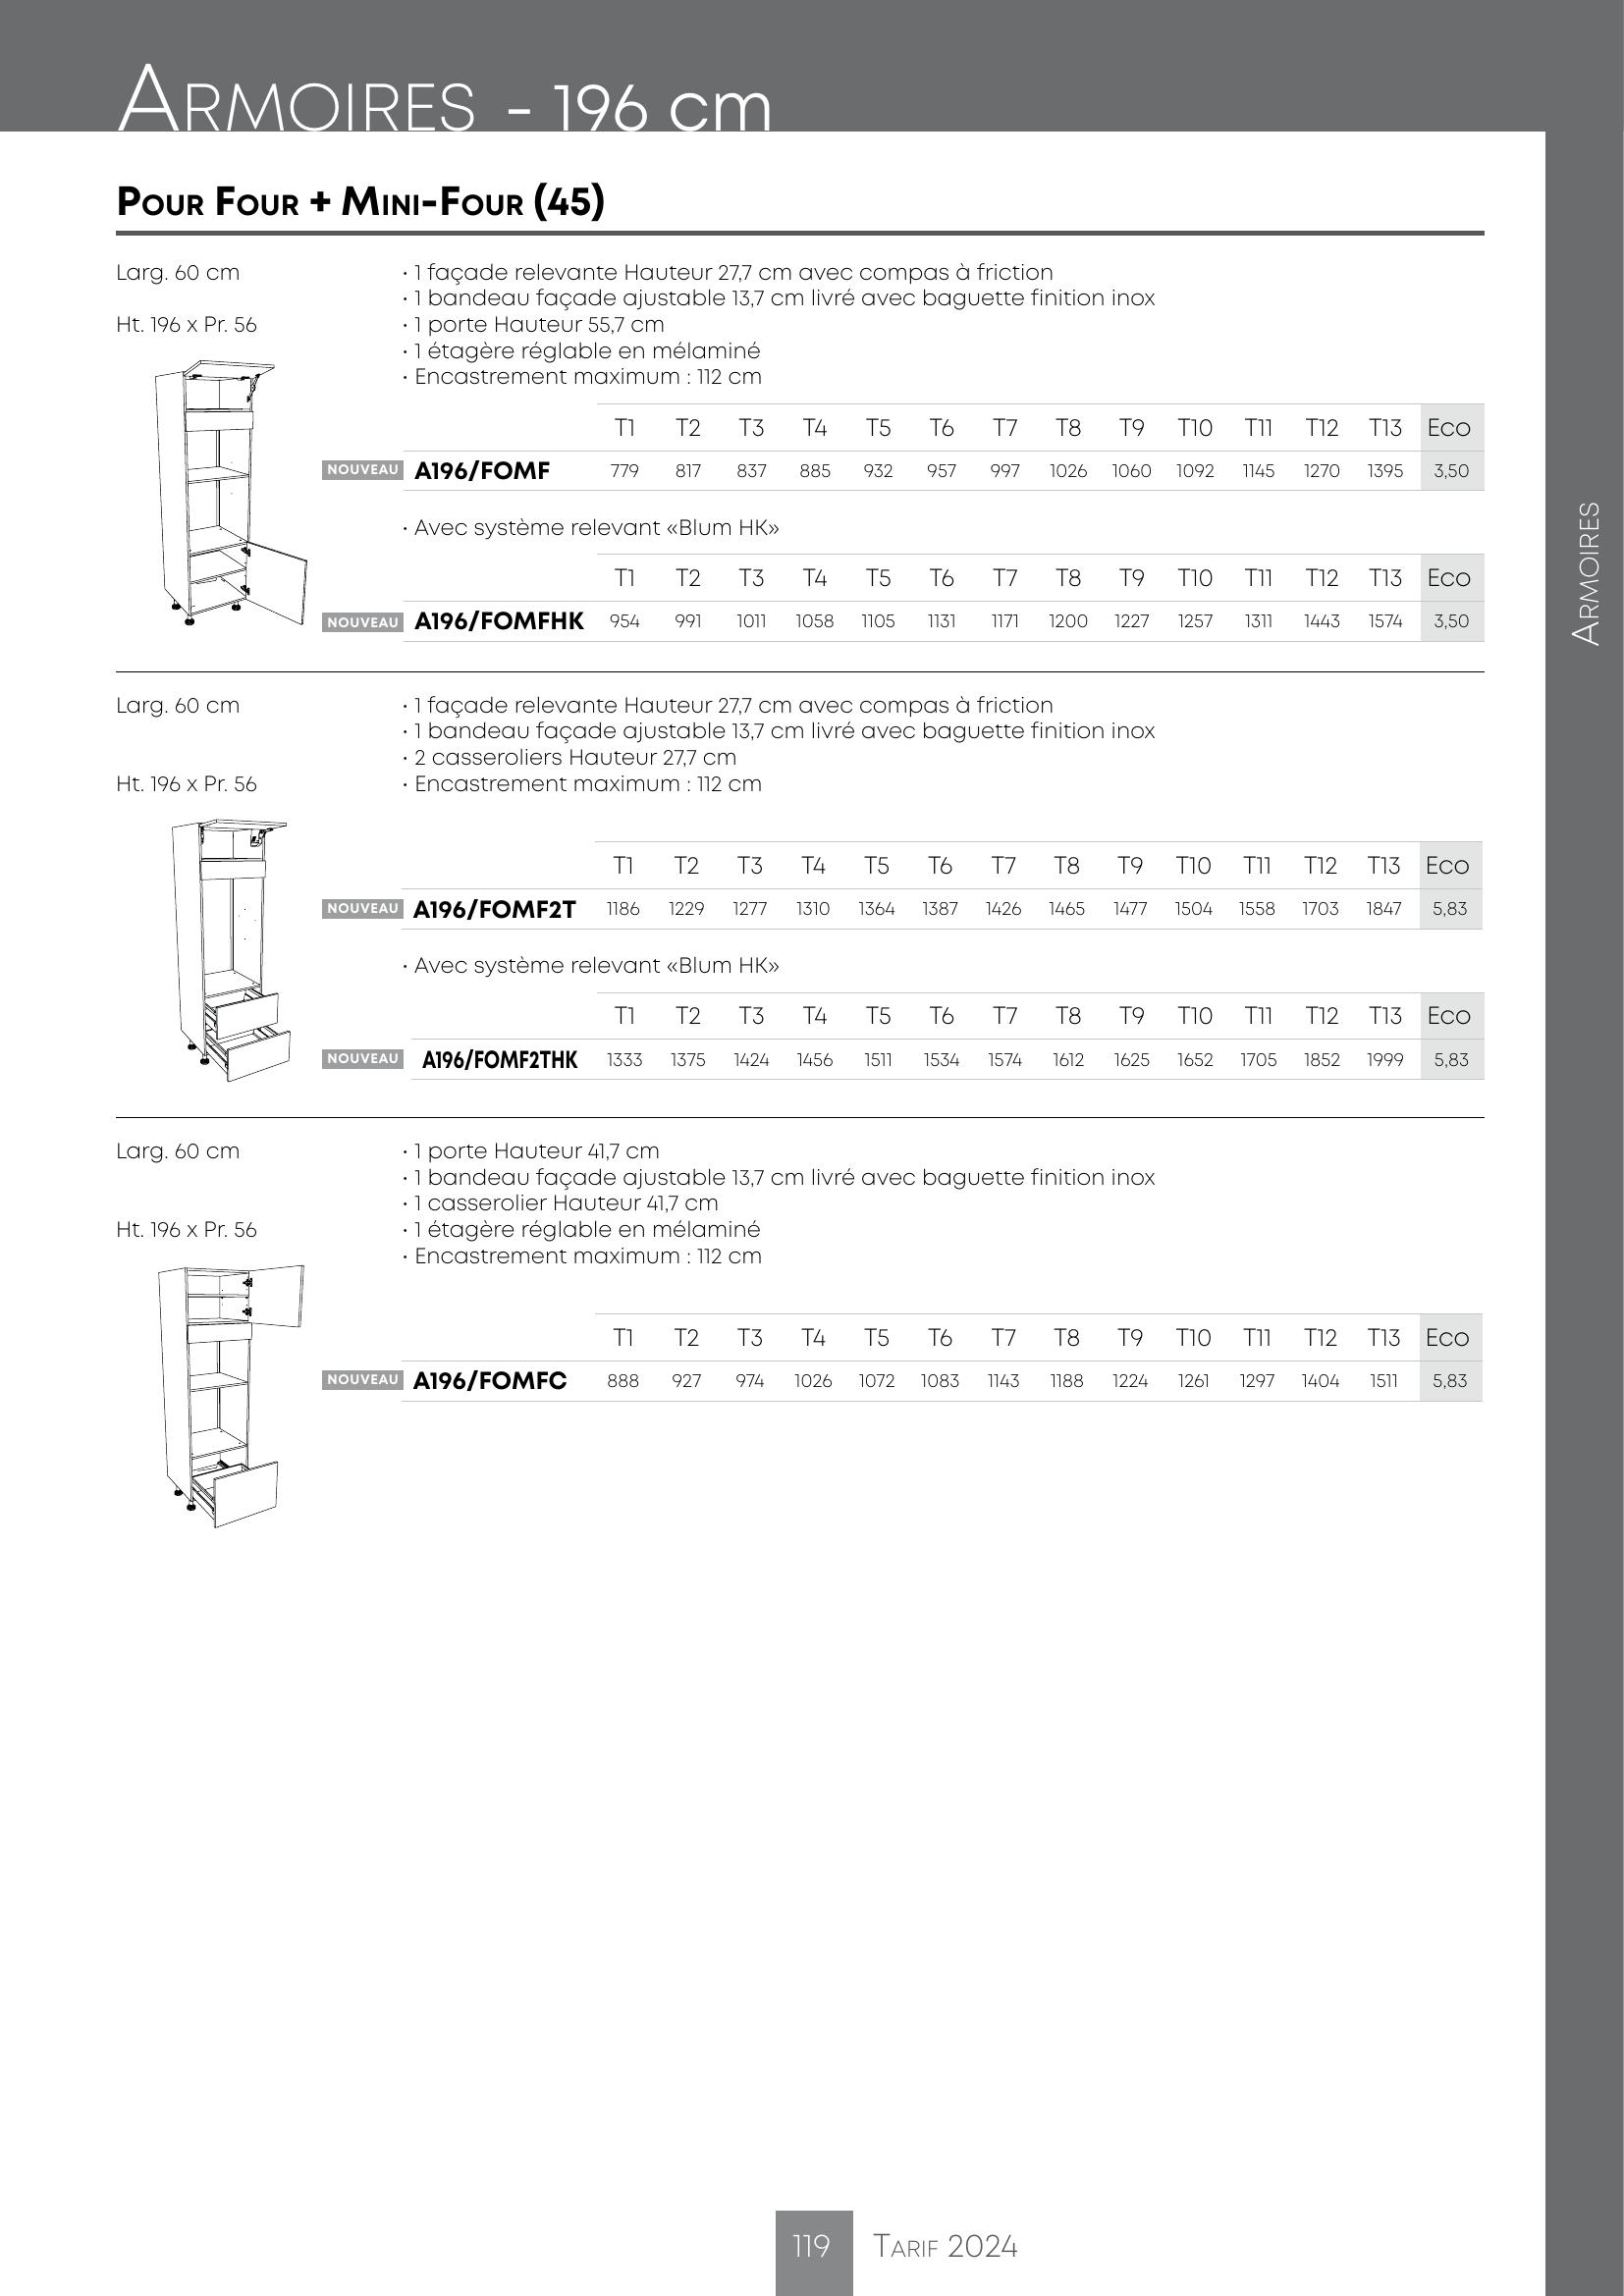 ARMOIRES - 196 cm
POUR FOUR + MINI-FOUR (45)
Larg. 60 cm
Ht. 196 x Pr. 56
• 1 façade relevante Hauteur 27,7 cm avec compas à friction
• 1 bandeau façade ajustable 13,7 cm livré avec baguette finition inox
• 1 porte Hauteur 55,7 cm
• 1 étagère réglable en mélaminé
• Encastrement maximum : 112 cm
T1 T2 T3 T4 T5 T6 T7 T8 T9 T10 T11 T12 T13 Eco
NOUVEAU A196/FOMF 779 817 837 885 932 957 997 1026 1060 1092 1145 1270 1395 3,50
• Avec système relevant «Blum HK»
T1 T2 T3 T4 T5 T6 T7 T8 T9 T10 T11 T12 T13 Eco
NOUVEAU A196/FOMFHK 954 991 1011 1058 1105 1131 1171 1200 1227 1257 1311 1443 1574 3,50
Larg. 60 cm
Ht. 196 x Pr. 56
• 1 façade relevante Hauteur 27,7 cm avec compas à friction
• 1 bandeau façade ajustable 13,7 cm livré avec baguette finition inox
• 2 casseroliers Hauteur 27,7 cm
• Encastrement maximum : 112 cm
T1 T2 T3 T4 T5 T6 T7 T8 T9 T10 T11 T12 T13 Eco
NOUVEAU A196/FOMF2T 1186 1229 1277 1310 1364 1387 1426 1465 1477 1504 1558 1703 1847 5,83
• Avec système relevant «Blum HK»
T1 T2 T3 T4 T5 T6 T7 T8 T9 T10 T11 T12 T13 Eco
NOUVEAU A196/FOMF2THK 1333 1375 1424 1456 1511 1534 1574 1612 1625 1652 1705 1852 1999 5,83
Larg. 60 cm
Ht. 196 x Pr. 56
• 1 porte Hauteur 41,7 cm
• 1 bandeau façade ajustable 13,7 cm livré avec baguette finition inox
• 1 casserolier Hauteur 41,7 cm
• 1 étagère réglable en mélaminé
• Encastrement maximum : 112 cm
T1 T2 T3 T4 T5 T6 T7 T8 T9 T10 T11 T12 T13 Eco
NOUVEAU A196/FOMFC 888 927 974 1026 1072 1083 1143 1188 1224 1261 1297 1404 1511 5,83
ARMOIRES
119 TARIF 2024